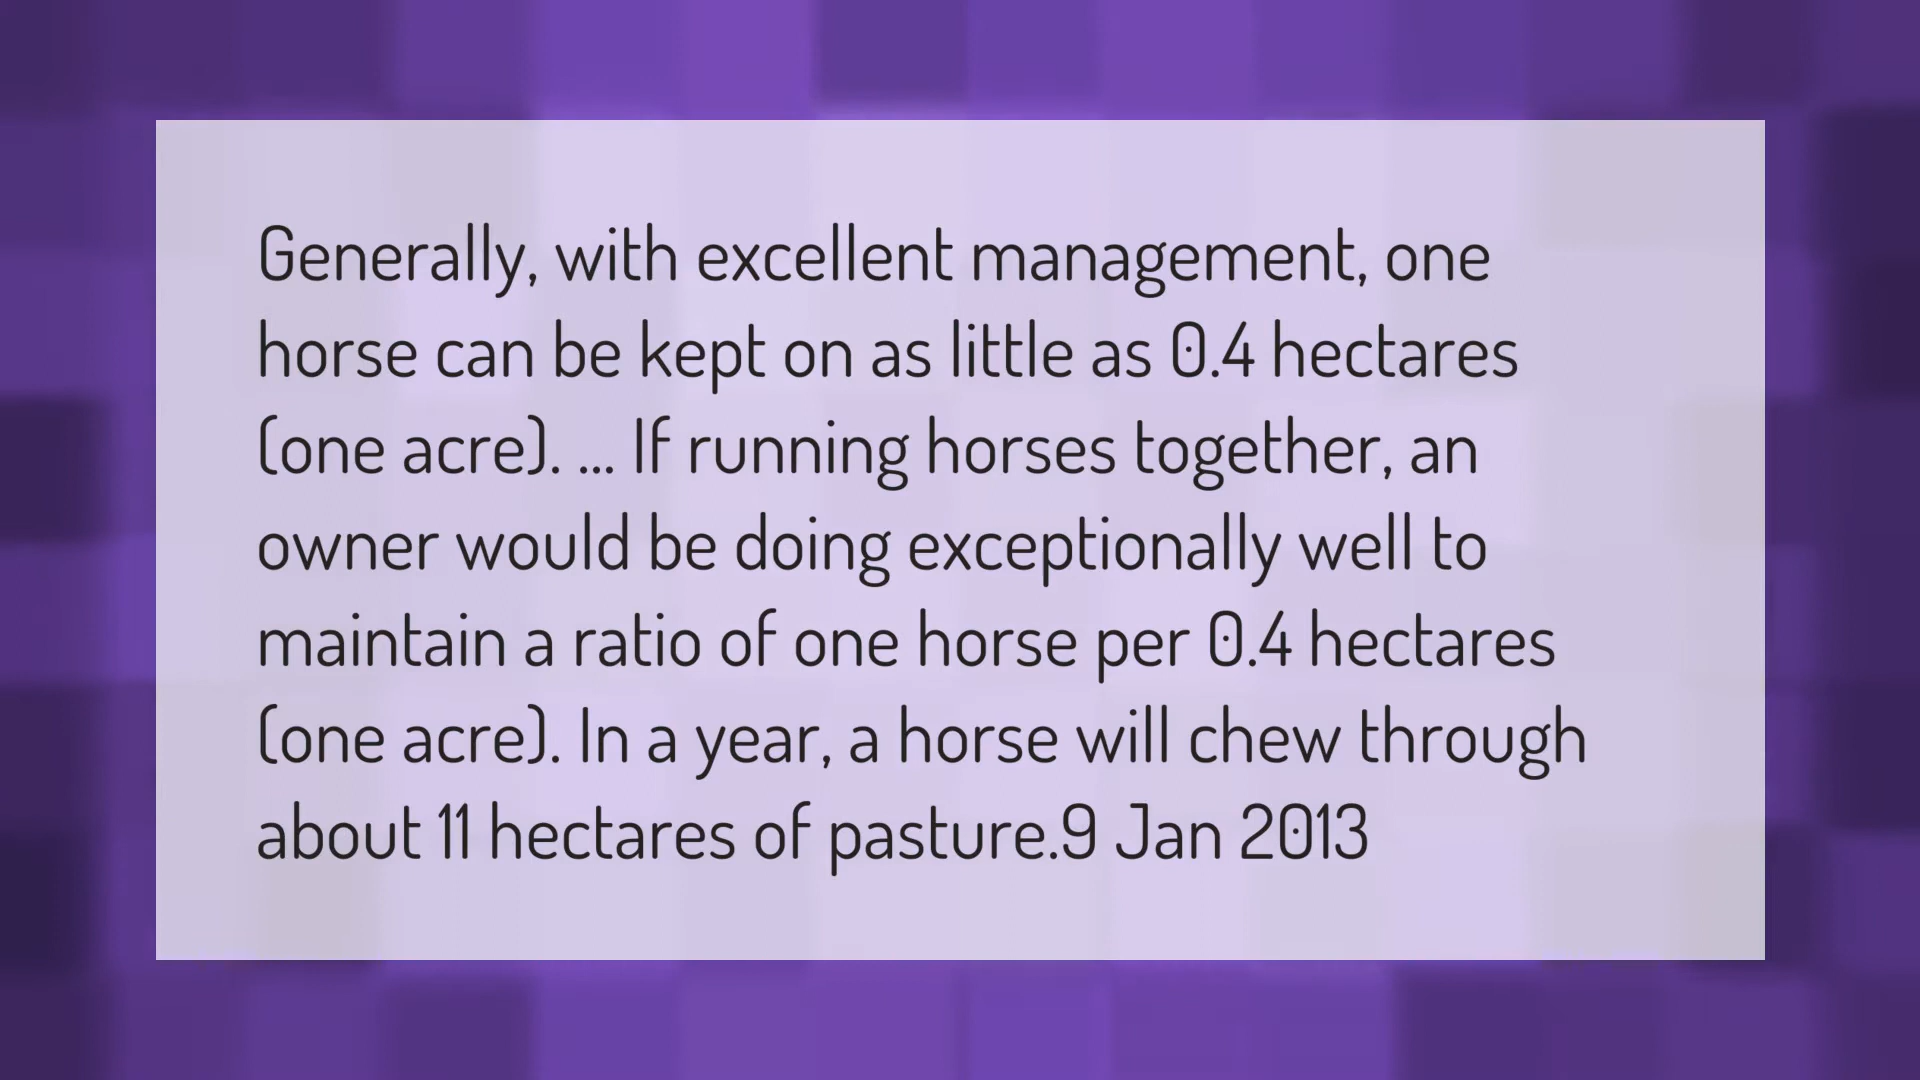 Generally, with excellent management, one
horse can be kept on as little as 0.4 hectares
(one acre). ... If running horses together, an
owner would be doing exceptionally well to
maintain a ratio of one horse per 0.4 hectares
(one acre). In a year, a horse will chew through
about 11 hectares of pasture.9 Jan 2013